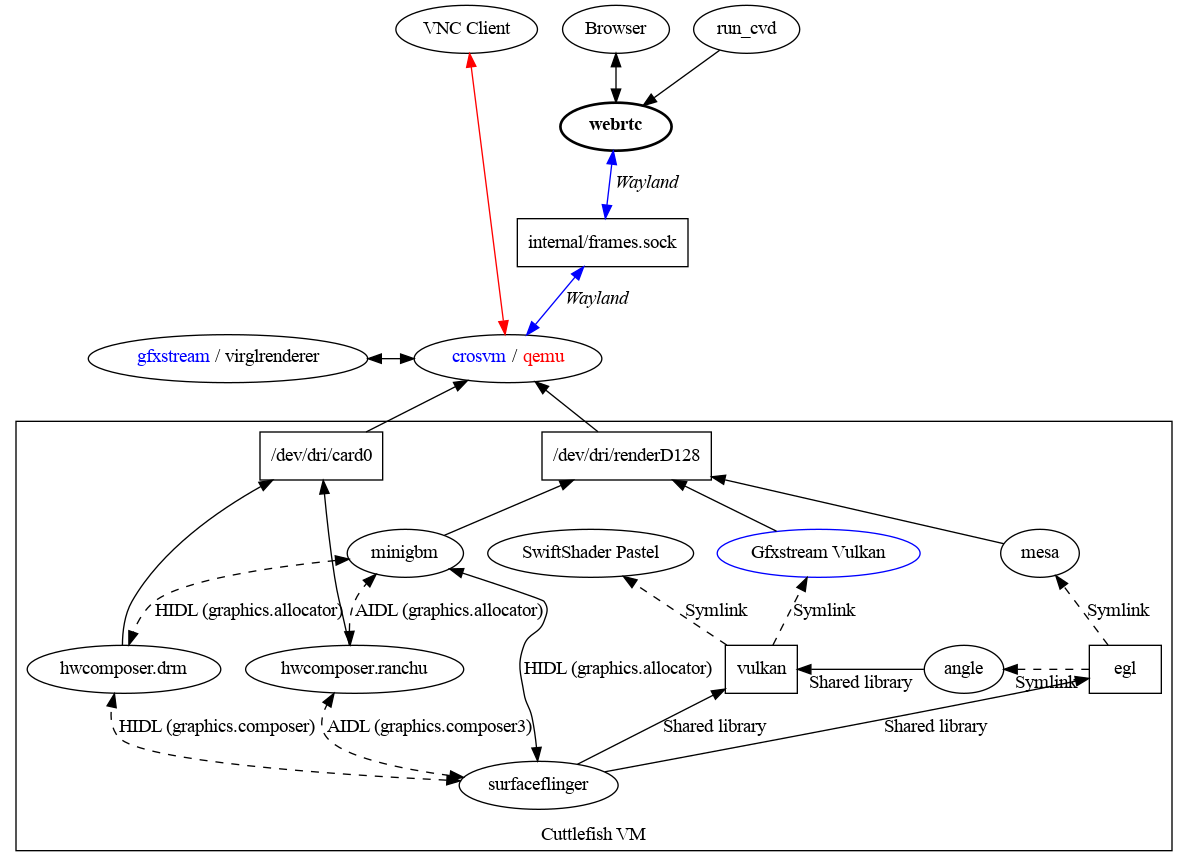 VNC Client
Browser
run_cvd
webrtc
Wayland
internal/frames.sock
Wayland
gfxstream / virglrenderer
crosvm / qemu
/dev/dri/card0
/dev/dri/renderD128
minigbm
SwiftShader Pastel
Gfxstream Vulkan
mesa
HIDL (graphics.allocator)
AIDL (graphics.allocator)
Symlink
Symlink
Symlink
hwcomposer.drm
hwcomposer.ranchu
HIDL (graphics.allocator)
vulkan
angle
egl
Shared library
Symlink
HIDL (graphics.composer)
AIDL (graphics.composer3)
Shared library
Shared library
surfaceflinger
Cuttlefish VM